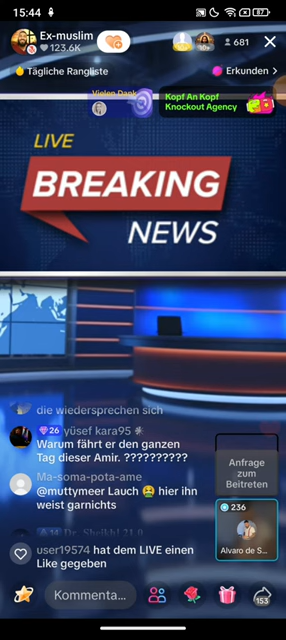 15:44
87
Ex-muslim
123.6K
10+
681
Tägliche Rangliste
Erkunden
Vielen Dank
Kopf An Kopf
Knockout Agency
LIVE
BREAKING
NEWS
die wiedersprechen sich
26 yüsef kara95
Warum fährt er den ganzen
Tag dieser Amir. ??????????
Ma-soma-pota-ame
@muttymeer Lauch 🤮 hier ihn
weist garnichts
Anfrage
zum
Beitreten
236
Alvaro de S...
user19574 hat dem LIVE einen
Like gegeben
Kommenta...
153